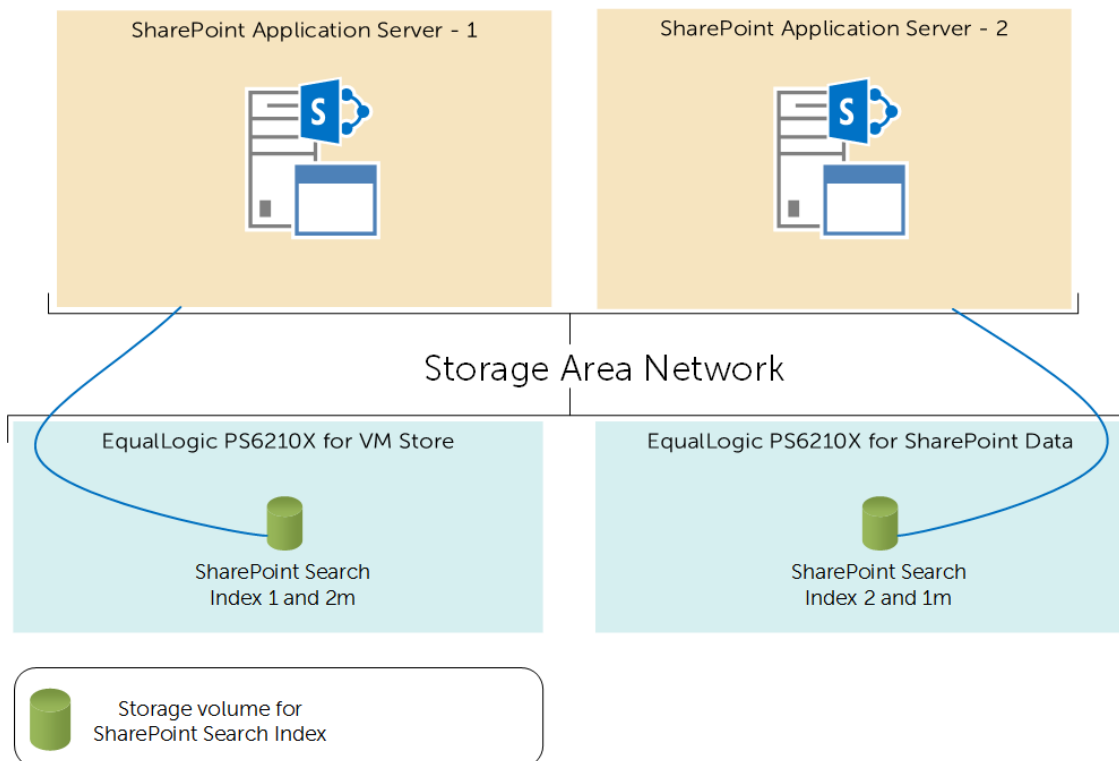 SharePoint Application Server - 1
SharePoint Application Server - 2
S
S
Storage Area Network
EqualLogic PS6210X for VM Store
EqualLogic PS6210X for SharePoint Data
SharePoint Search
Index 1 and 2m
SharePoint Search
Index 2 and 1m
Storage volume for
SharePoint Search Index